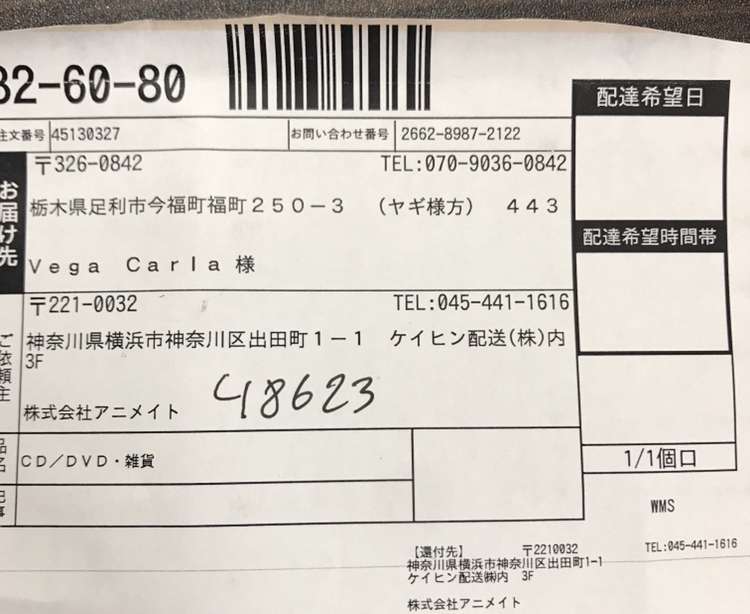 32-60-80
配達希望日
注文番号 45130327 お問い合わせ番号 2662-8987-2122
お届け先
〒326-0842 TEL:070-9036-0842
栃木県足利市今福町福町250-3 (ヤギ様方) 443
Vega Carla 様
配達希望時間帯
ご依頼主
〒221-0032 TEL:045-441-1616
神奈川県横浜市神奈川区出田町1-1 ケイヒン配送(株)内
3F
株式会社アニメイト 48623
品名 CD/DVD・雑貨
1/1個口
記事
WMS
【還付先】 〒2210032 TEL:045-441-1616
神奈川県横浜市神奈川区出田町1-1
ケイヒン配送㈱内 3F
株式会社アニメイト